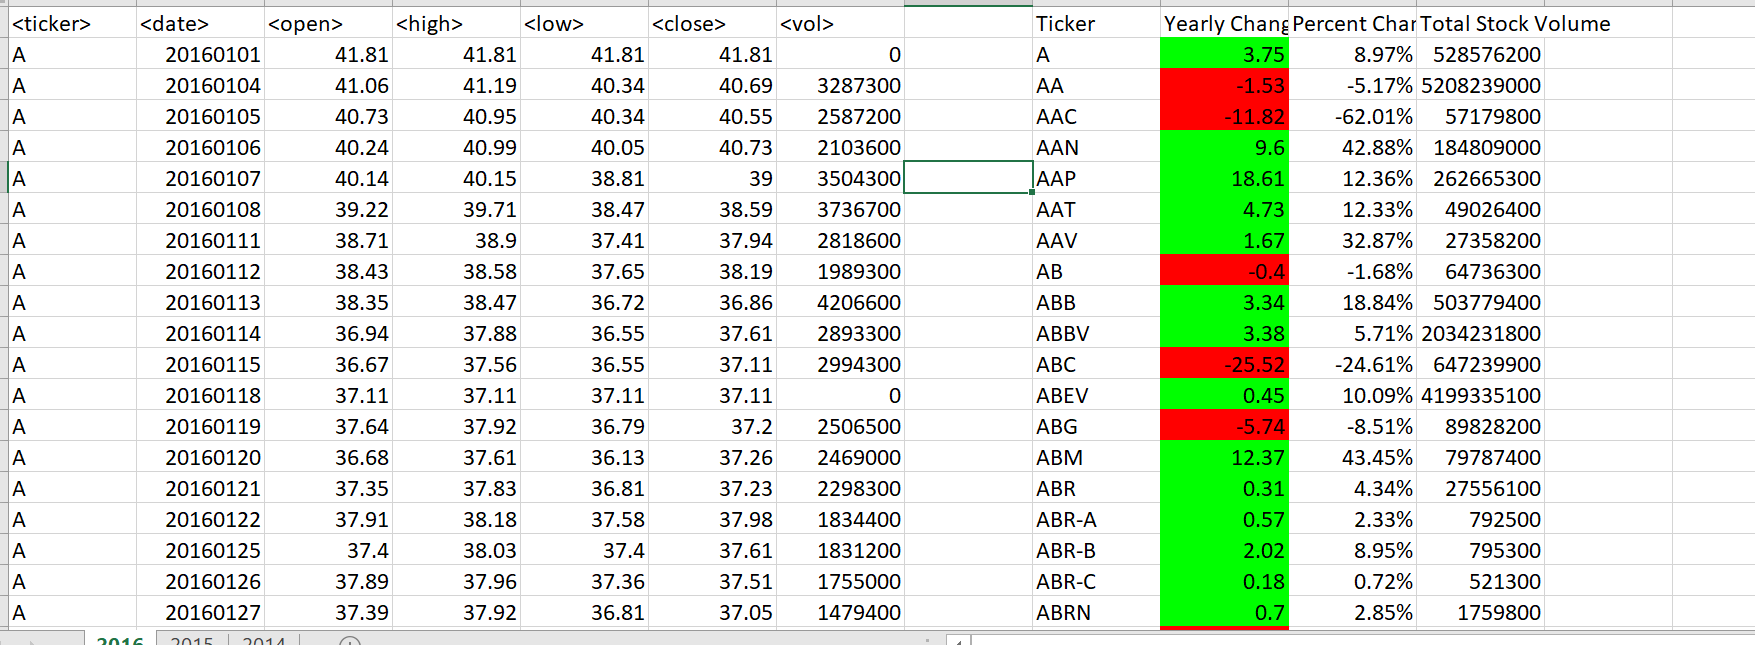 <ticker> <date> <open> <high> <low> <close> <vol> Ticker Yearly Chang Percent Char Total Stock Volume
A 20160101 41.81 41.81 41.81 41.81 0 A 3.75 8.97% 528576200
A 20160104 41.06 41.19 40.34 40.69 3287300 AA -1.53 -5.17% 5208239000
A 20160105 40.73 40.95 40.34 40.55 2587200 AAC -11.82 -62.01% 57179800
A 20160106 40.24 40.99 40.05 40.73 2103600 AAN 9.6 42.88% 184809000
A 20160107 40.14 40.15 38.81 39 3504300 AAP 18.61 12.36% 262665300
A 20160108 39.22 39.71 38.47 38.59 3736700 AAT 4.73 12.33% 49026400
A 20160111 38.71 38.9 37.41 37.94 2818600 AAV 1.67 32.87% 27358200
A 20160112 38.43 38.58 37.65 38.19 1989300 AB -0.4 -1.68% 64736300
A 20160113 38.35 38.47 36.72 36.86 4206600 ABB 3.34 18.84% 503779400
A 20160114 36.94 37.88 36.55 37.61 2893300 ABBV 3.38 5.71% 2034231800
A 20160115 36.67 37.56 36.55 37.11 2994300 ABC -25.52 -24.61% 647239900
A 20160118 37.11 37.11 37.11 37.11 0 ABEV 0.45 10.09% 4199335100
A 20160119 37.64 37.92 36.79 37.2 2506500 ABG -5.74 -8.51% 89828200
A 20160120 36.68 37.61 36.13 37.26 2469000 ABM 12.37 43.45% 79787400
A 20160121 37.35 37.83 36.81 37.23 2298300 ABR 0.31 4.34% 27556100
A 20160122 37.91 38.18 37.58 37.98 1834400 ABR-A 0.57 2.33% 792500
A 20160125 37.4 38.03 37.4 37.61 1831200 ABR-B 2.02 8.95% 795300
A 20160126 37.89 37.96 37.36 37.51 1755000 ABR-C 0.18 0.72% 521300
A 20160127 37.39 37.92 36.81 37.05 1479400 ABRN 0.7 2.85% 1759800
2016 2015 2014